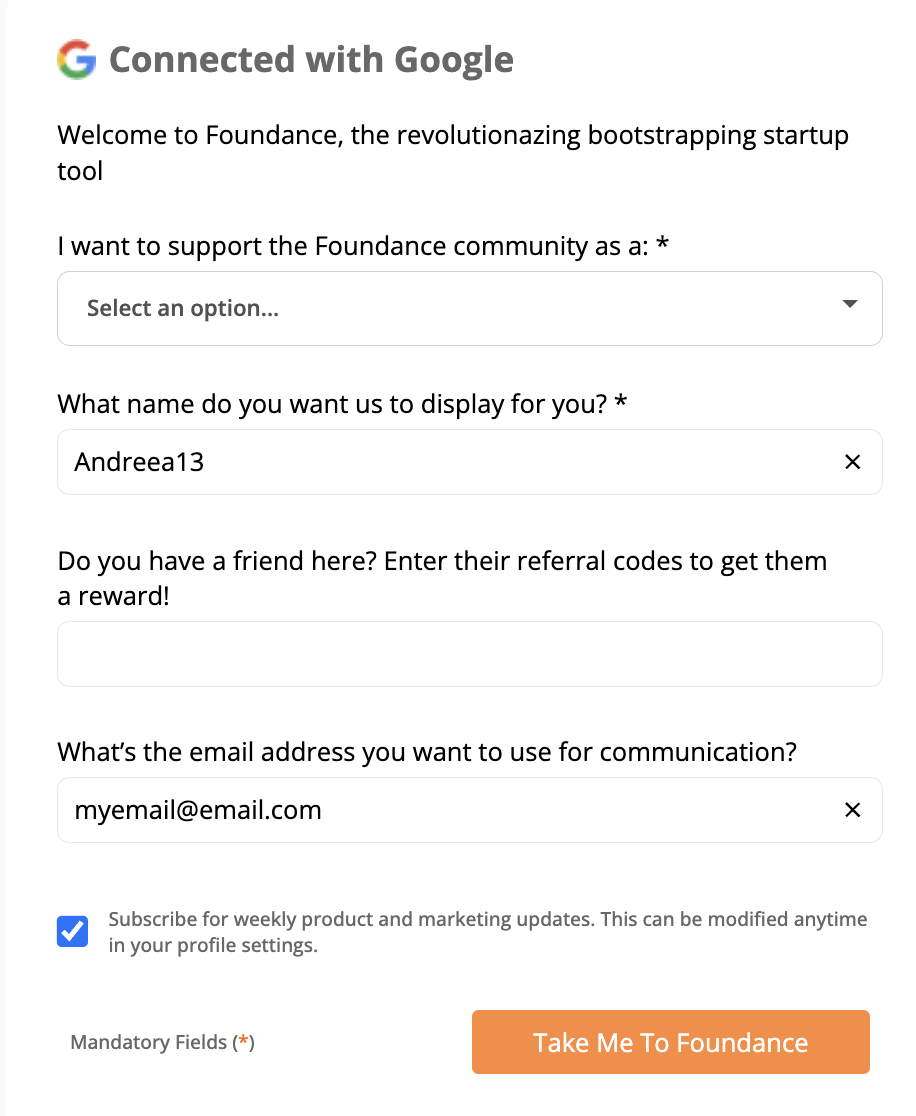 Connected with Google
Welcome to Foundance, the revolutionazing bootstrapping startup
tool
I want to support the Foundance community as a: *
Select an option...
What name do you want us to display for you? *
Andreea13
Do you have a friend here? Enter their referral codes to get them
a reward!
What’s the email address you want to use for communication?
myemail@email.com
Subscribe for weekly product and marketing updates. This can be modified anytime
in your profile settings.
Mandatory Fields (*)
Take Me To Foundance